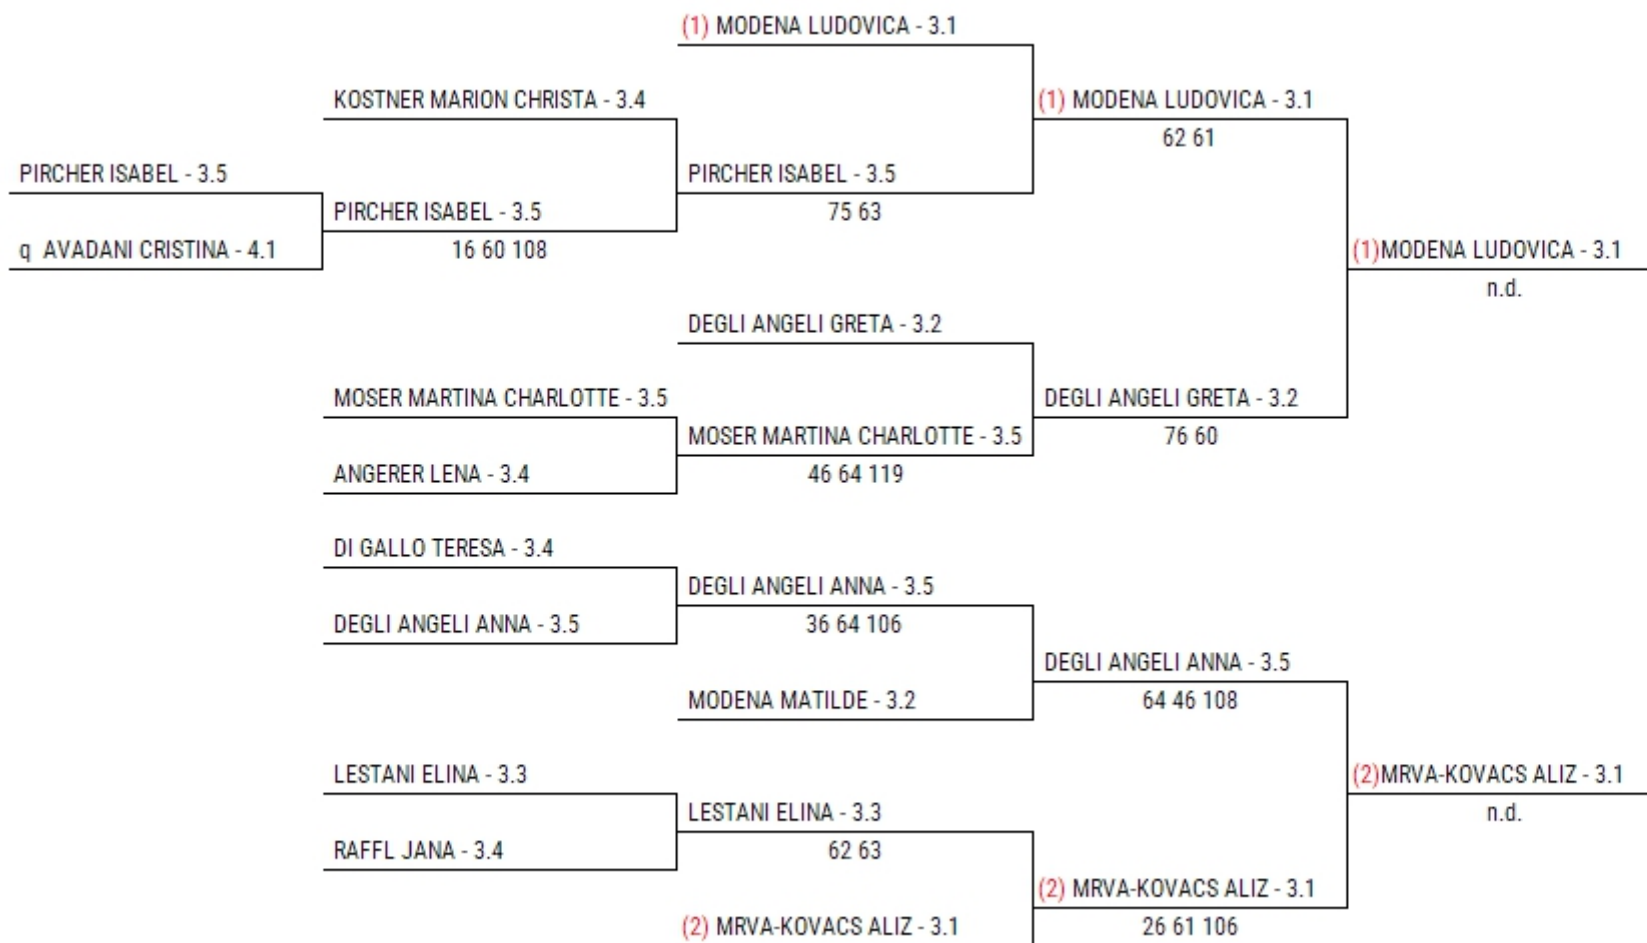 (1) MODENA LUDOVICA - 3.1
KOSTNER MARION CHRISTA - 3.4
(1) MODENA LUDOVICA - 3.1
62 61
PIRCHER ISABEL - 3.5
PIRCHER ISABEL - 3.5
75 63
PIRCHER ISABEL - 3.5
16 60 108
q AVADANI CRISTINA - 4.1
(1)MODENA LUDOVICA - 3.1
n.d.
DEGLI ANGELI GRETA - 3.2
MOSER MARTINA CHARLOTTE - 3.5
DEGLI ANGELI GRETA - 3.2
76 60
MOSER MARTINA CHARLOTTE - 3.5
46 64 119
ANGERER LENA - 3.4
DI GALLO TERESA - 3.4
DEGLI ANGELI ANNA - 3.5
36 64 106
DEGLI ANGELI ANNA - 3.5
DEGLI ANGELI ANNA - 3.5
64 46 108
MODENA MATILDE - 3.2
LESTANI ELINA - 3.3
(2)MRVA-KOVACS ALIZ - 3.1
n.d.
LESTANI ELINA - 3.3
62 63
RAFFL JANA - 3.4
(2) MRVA-KOVACS ALIZ - 3.1
26 61 106
(2) MRVA-KOVACS ALIZ - 3.1